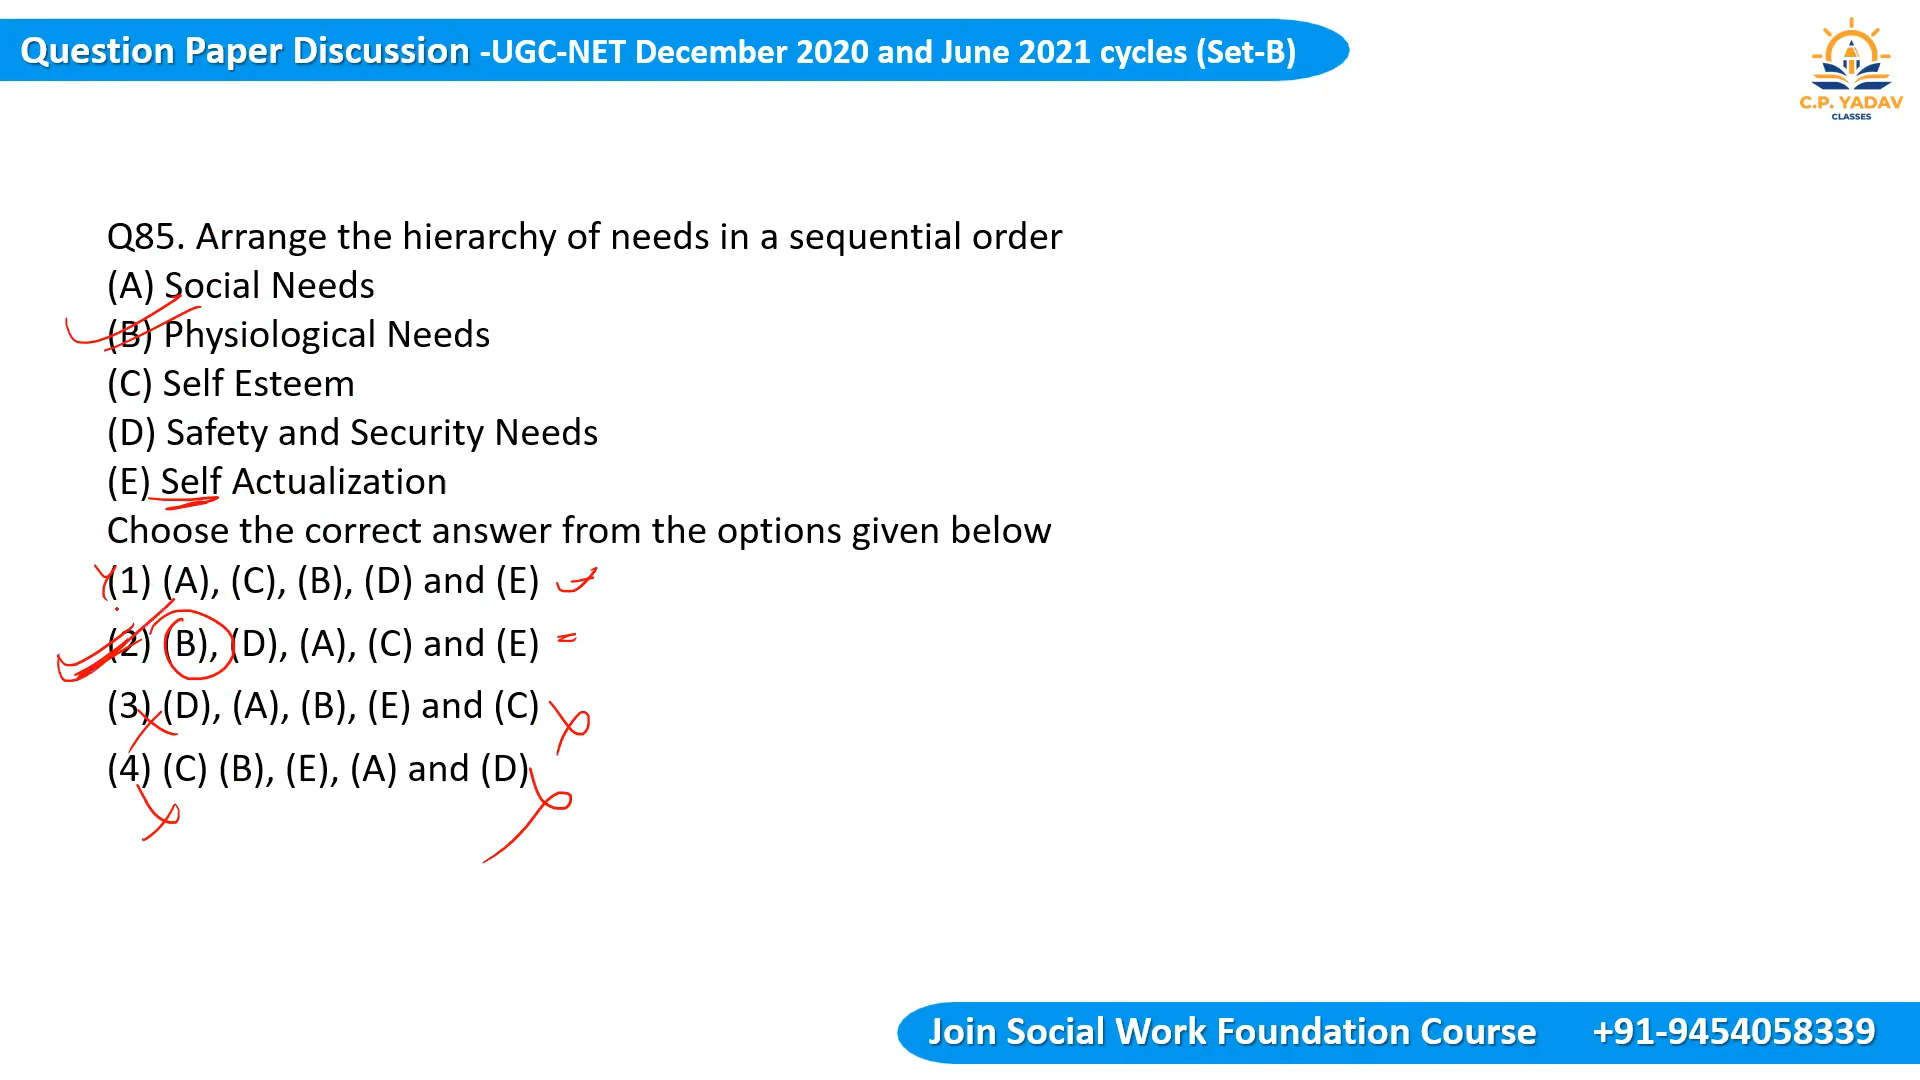 Question Paper Discussion -UGC-NET December 2020 and June 2021 cycles (Set-B)
C.P. YADAV
CLASSES
Q85. Arrange the hierarchy of needs in a sequential order
(A) Social Needs
(B) Physiological Needs
(C) Self Esteem
(D) Safety and Security Needs
(E) Self Actualization
Choose the correct answer from the options given below
(1) (A), (C), (B), (D) and (E)
(2) (B), (D), (A), (C) and (E)
(3) (D), (A), (B), (E) and (C)
(4) (C) (B), (E), (A) and (D)
Join Social Work Foundation Course +91-9454058339